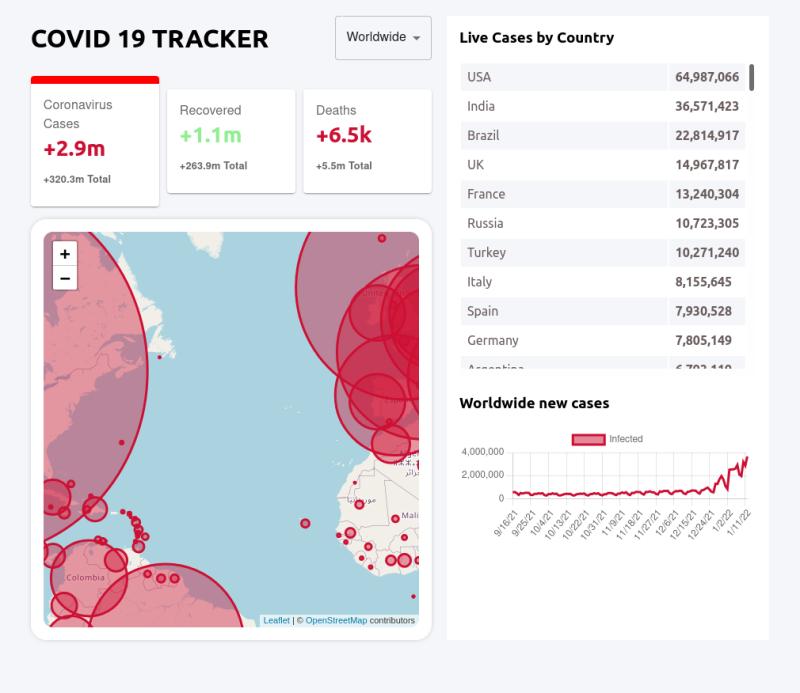 COVID 19 TRACKER
Worldwide
Coronavirus
Cases
+2.9m
+320.3m Total
Recovered
+1.1m
+263.9m Total
Deaths
+6.5k
+5.5m Total
+
−
موريتانيا
Mali
Colombia
Leaflet | © OpenStreetMap contributors
Live Cases by Country
USA 64,987,066
India 36,571,423
Brazil 22,814,917
UK 14,967,817
France 13,240,304
Russia 10,723,305
Turkey 10,271,240
Italy 8,155,645
Spain 7,930,528
Germany 7,805,149
Worldwide new cases
Infected
4,000,000
2,000,000
0
9/16/21
9/25/21
10/4/21
10/13/21
10/22/21
10/31/21
11/9/21
11/18/21
11/27/21
12/6/21
12/15/21
12/24/21
1/2/22
1/11/22